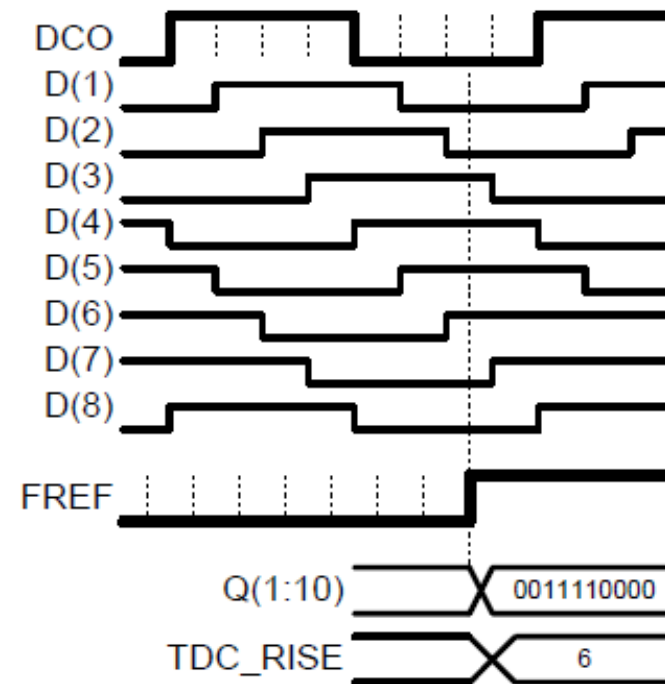 DCO
D(1)
D(2)
D(3)
D(4)
D(5)
D(6)
D(7)
D(8)
FREF
Q(1:10) 0011110000
TDC_RISE 6